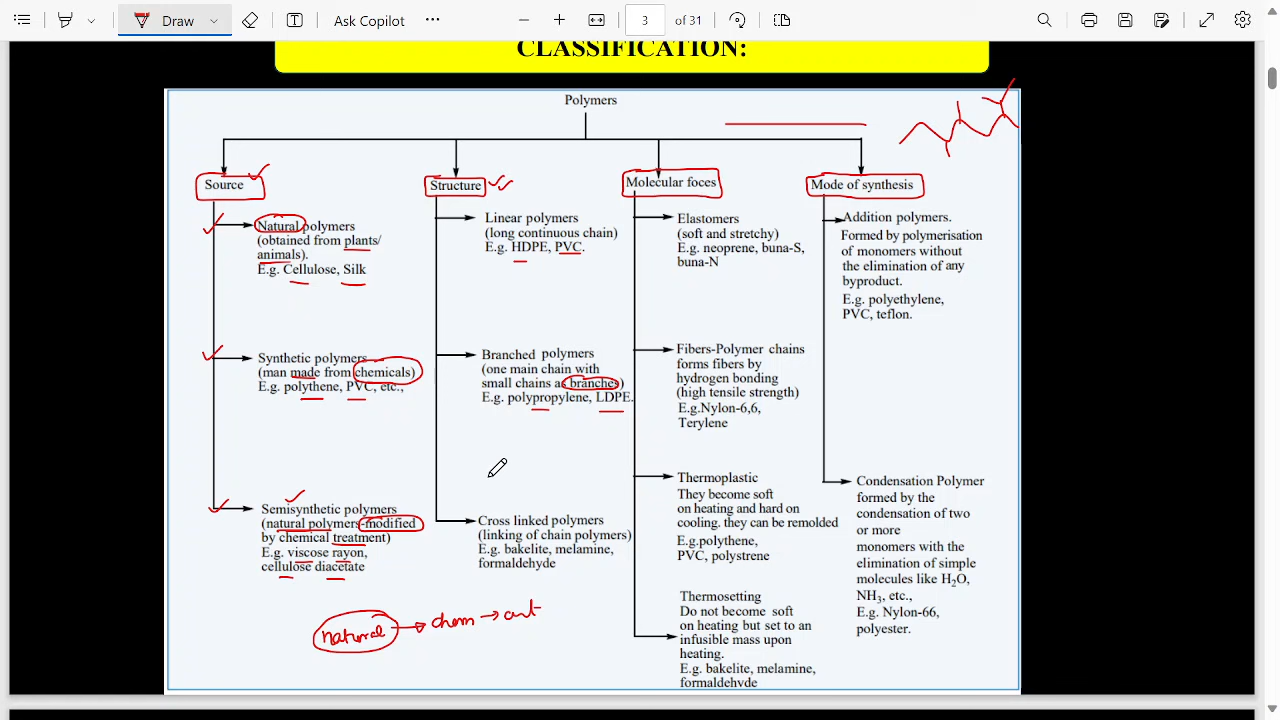 Draw
Ask Copilot
3 of 31
CLASSIFICATION:
Polymers
Source
Natural polymers
(obtained from plants/
animals).
E.g. Cellulose, Silk
Synthetic polymers
(man made from chemicals)
E.g. polythene, PVC, etc.,
Semisynthetic polymers
(natural polymers-modified
by chemical treatment)
E.g. viscose rayon,
cellulose diacetate
natural → chem →
Structure
Linear polymers
(long continuous chain)
E.g. HDPE, PVC.
Branched polymers
(one main chain with
small chains as branches)
E.g. polypropylene, LDPE.
Cross linked polymers
(linking of chain polymers)
E.g. bakelite, melamine,
formaldehyde
Molecular foces
Elastomers
(soft and stretchy)
E.g. neoprene, buna-S,
buna-N
Fibers-Polymer chains
forms fibers by
hydrogen bonding
(high tensile strength)
E.g.Nylon-6,6,
Terylene
Thermoplastic
They become soft
on heating and hard on
cooling. they can be remolded
E.g.polythene,
PVC, polystrene
Thermosetting
Do not become soft
on heating but set to an
infusible mass upon
heating.
E.g. bakelite, melamine,
formaldehyde
Mode of synthesis
Addition polymers.
Formed by polymerisation
of monomers without
the elimination of any
byproduct.
E.g. polyethylene,
PVC, teflon.
Condensation Polymer
formed by the
condensation of two
or more
monomers with the
elimination of simple
molecules like H₂O,
NH₃, etc.,
E.g. Nylon-66,
polyester.